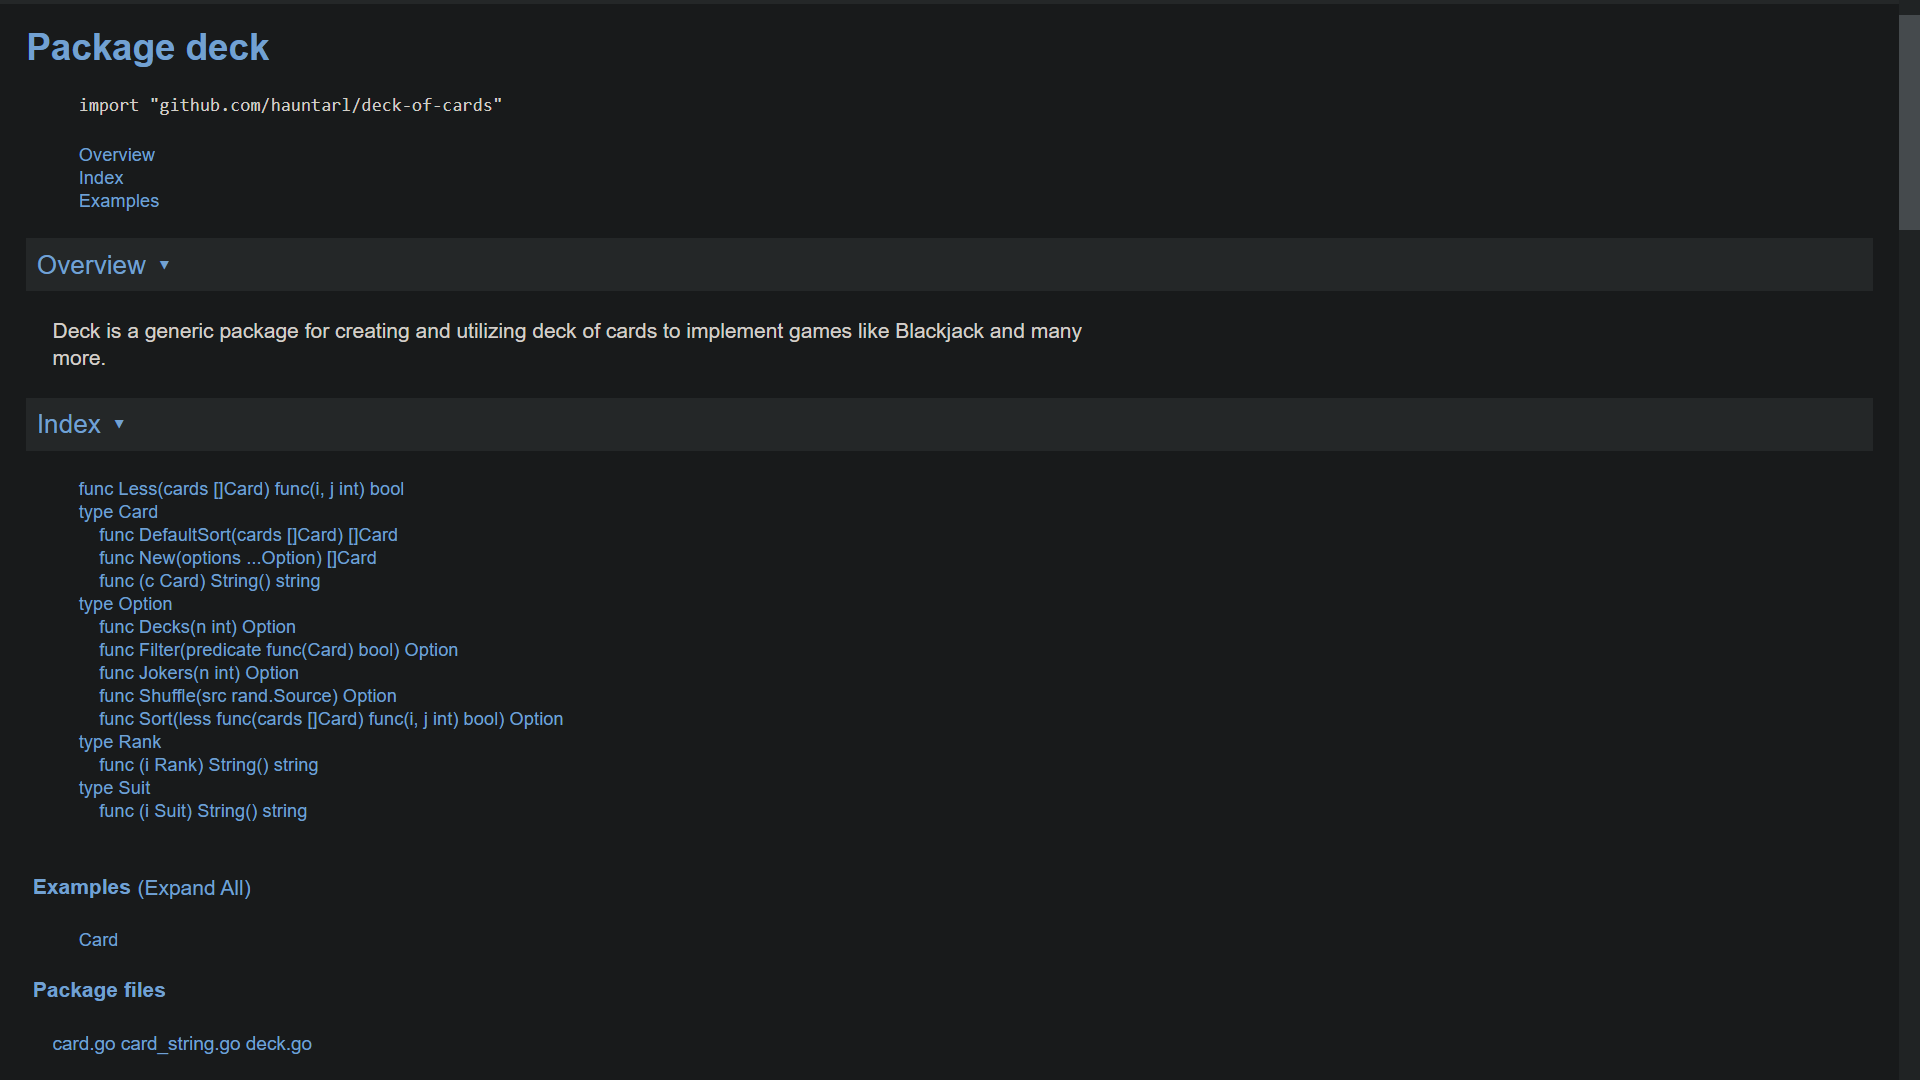 Package deck
import "github.com/hauntarl/deck-of-cards"
Overview
Index
Examples
Overview ▾
Deck is a generic package for creating and utilizing deck of cards to implement games like Blackjack and many
more.
Index ▾
func Less(cards []Card) func(i, j int) bool
type Card
func DefaultSort(cards []Card) []Card
func New(options ...Option) []Card
func (c Card) String() string
type Option
func Decks(n int) Option
func Filter(predicate func(Card) bool) Option
func Jokers(n int) Option
func Shuffle(src rand.Source) Option
func Sort(less func(cards []Card) func(i, j int) bool) Option
type Rank
func (i Rank) String() string
type Suit
func (i Suit) String() string
Examples (Expand All)
Card
Package files
card.go card_string.go deck.go